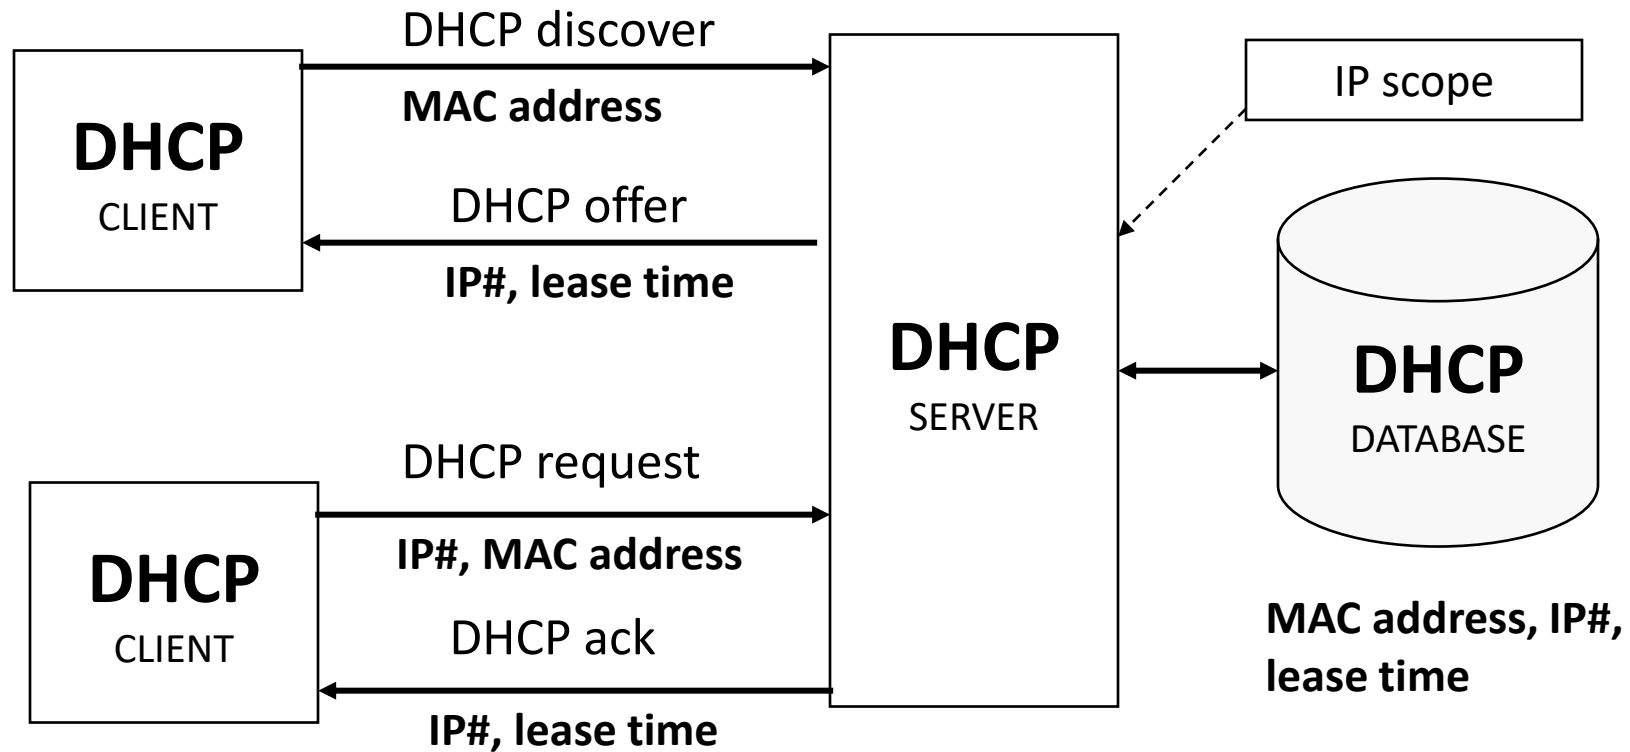 DHCP discover
MAC address
DHCP
CLIENT
DHCP offer
IP#, lease time
DHCP request
IP#, MAC address
DHCP
CLIENT
DHCP ack
IP#, lease time
DHCP
SERVER
IP scope
DHCP
DATABASE
MAC address, IP#,
lease time